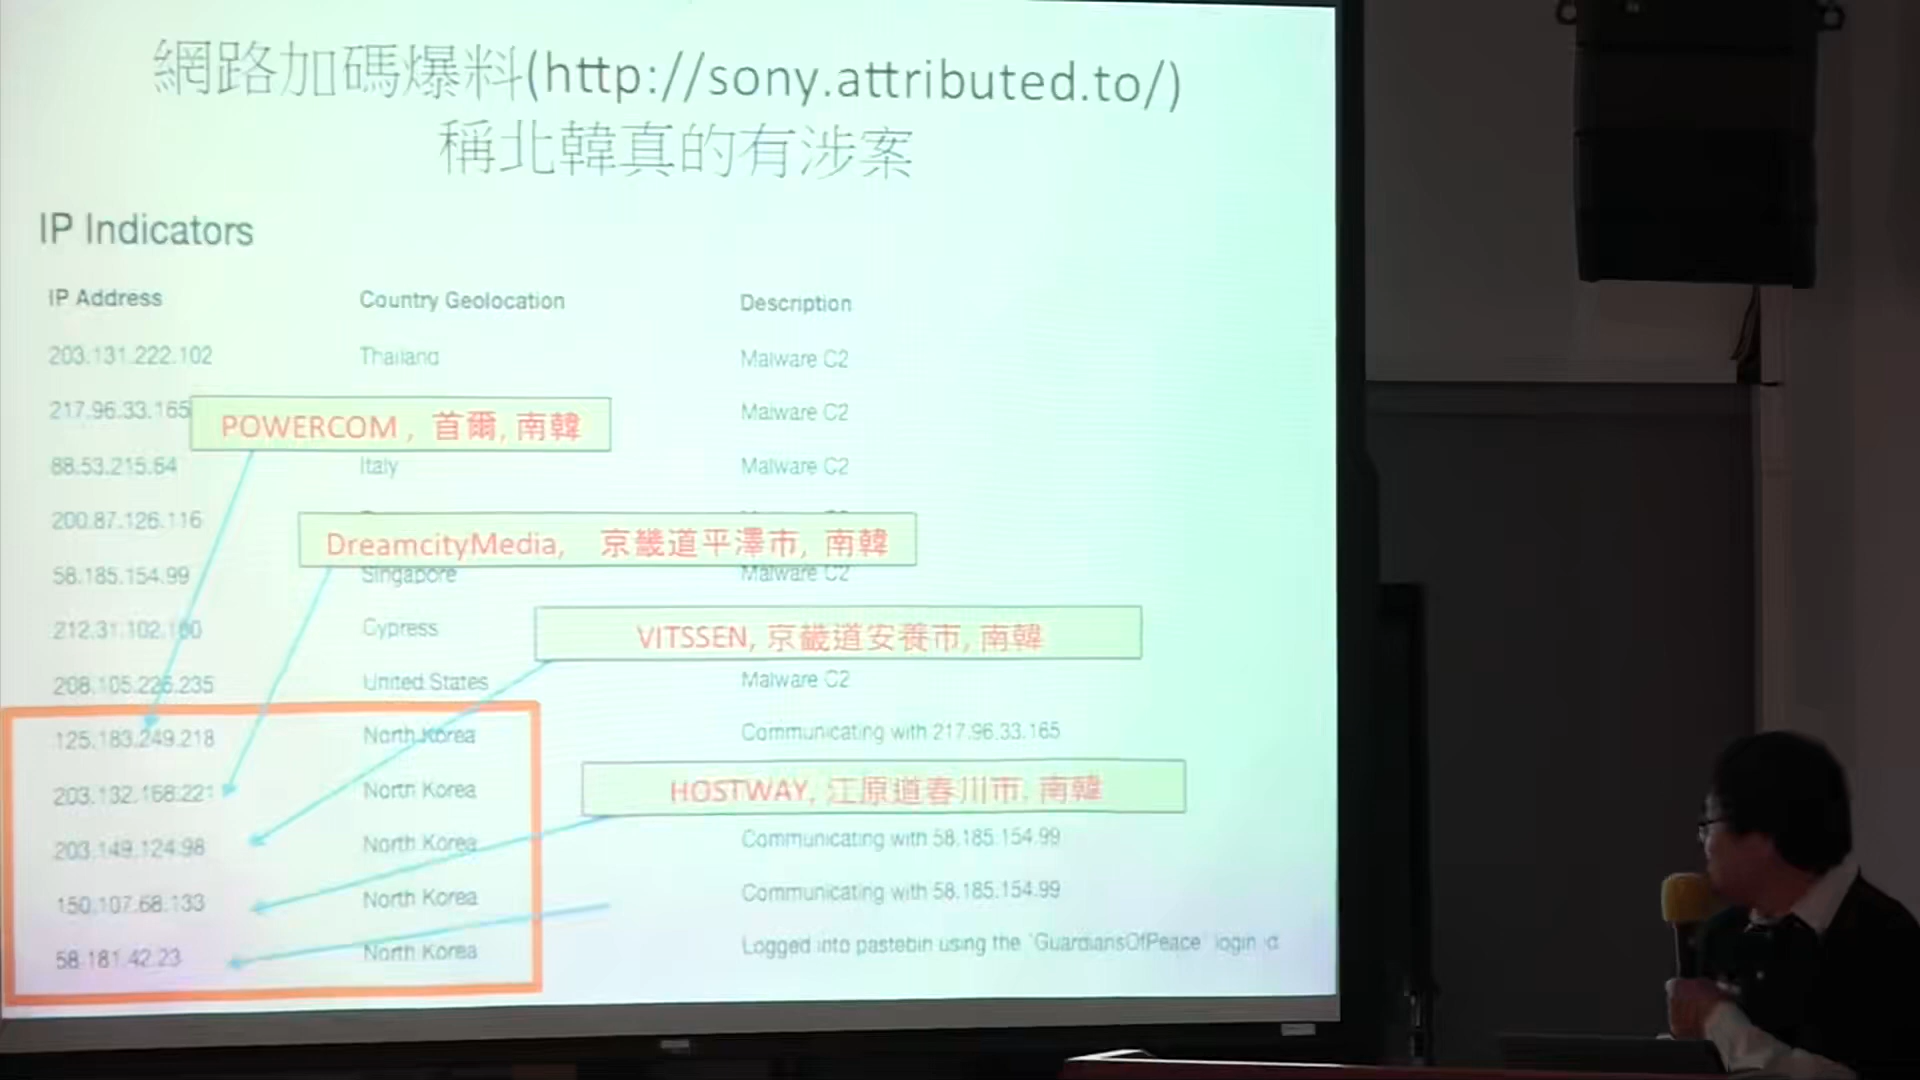 網路加碼爆料(http://sony.attributed.to/)
稱北韓真的有涉案
IP Indicators
IP Address Country Geolocation Description
203.131.222.102 Thailand Malware C2
217.96.33.165 Malware C2
POWERCOM , 首爾, 南韓
88.53.215.64 Italy Malware C2
200.87.126.116
DreamcityMedia, 京畿道平澤市, 南韓
58.185.154.99 Singapore Malware C2
212.31.102.100 Cypress
VITSSEN, 京畿道安養市, 南韓
208.105.226.235 United States Malware C2
125.183.249.218 North Korea Communicating with 217.96.33.165
203.132.168.221 North Korea
HOSTWAY, 江原道春川市, 南韓
203.149.124.98 North Korea Communicating with 58.185.154.99
150.107.68.133 North Korea Communicating with 58.185.154.99
58.181.42.23 North Korea Logged into pastebin using the 'GuardiansOfPeace' login